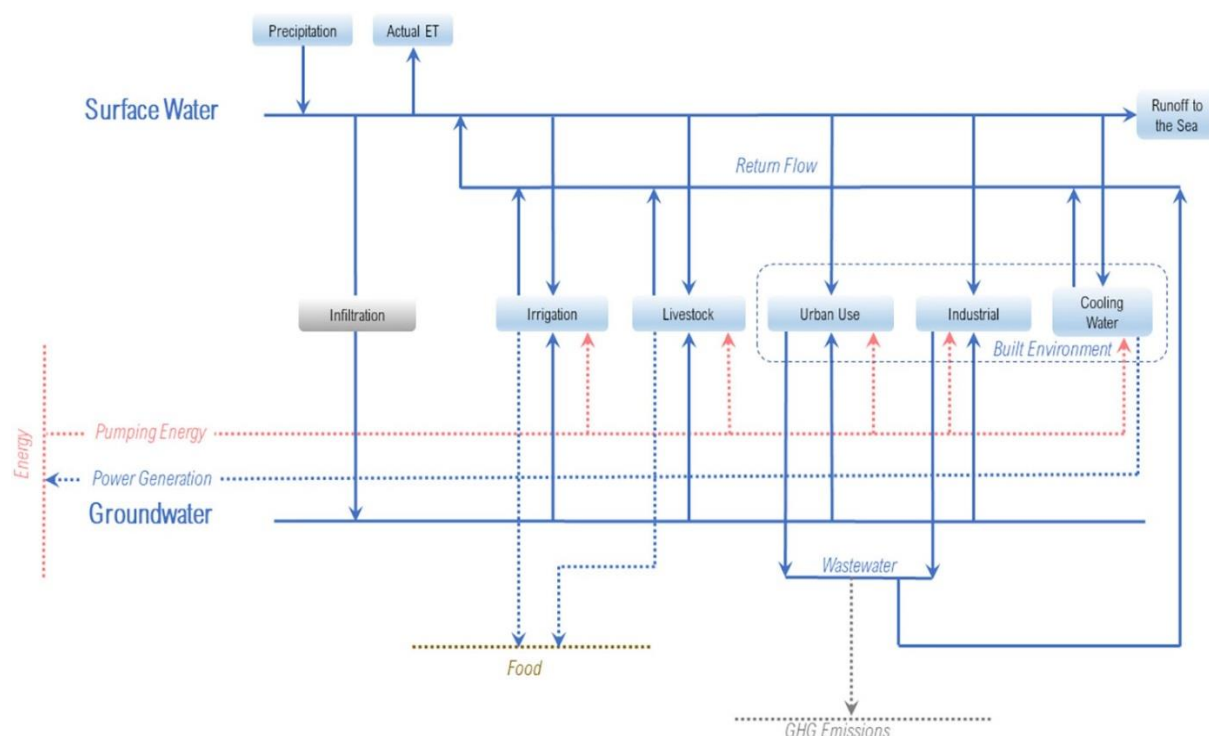 Precipitation
Actual ET
Surface Water
Runoff to
the Sea
Return Flow
Infiltration
Irrigation
Livestock
Urban Use
Industrial
Cooling
Water
Built Environment
Energy
Pumping Energy
Power Generation
Groundwater
Wastewater
Food
GHG Emissions